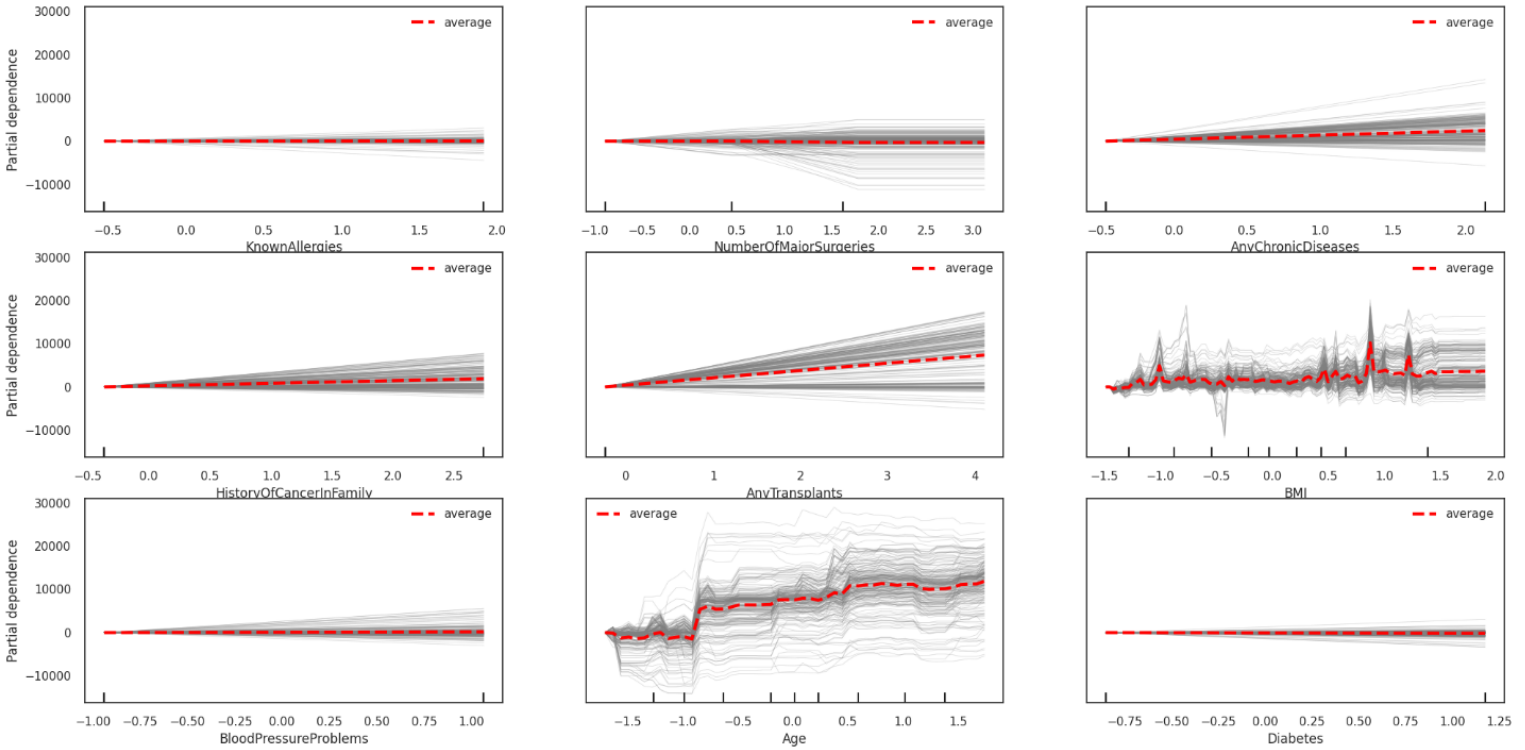 30000
average
average
average
20000
10000
0
−10000
Partial dependence
−0.5 0.0 0.5 1.0 1.5 2.0
KnownAllergies
−1.0 −0.5 0.0 0.5 1.0 1.5 2.0 2.5 3.0
NumberOfMajorSurgeries
−0.5 0.0 0.5 1.0 1.5 2.0
AnyChronicDiseases
30000
average
average
average
20000
10000
0
−10000
Partial dependence
−0.5 0.0 0.5 1.0 1.5 2.0 2.5
HistoryOfCancerInFamily
0 1 2 3 4
AnyTransplants
−1.5 −1.0 −0.5 0.0 0.5 1.0 1.5 2.0
BMI
30000
average
average
average
20000
10000
0
−10000
Partial dependence
−1.00 −0.75 −0.50 −0.25 0.00 0.25 0.50 0.75 1.00
BloodPressureProblems
−1.5 −1.0 −0.5 0.0 0.5 1.0 1.5
Age
−0.75 −0.50 −0.25 0.00 0.25 0.50 0.75 1.00 1.25
Diabetes